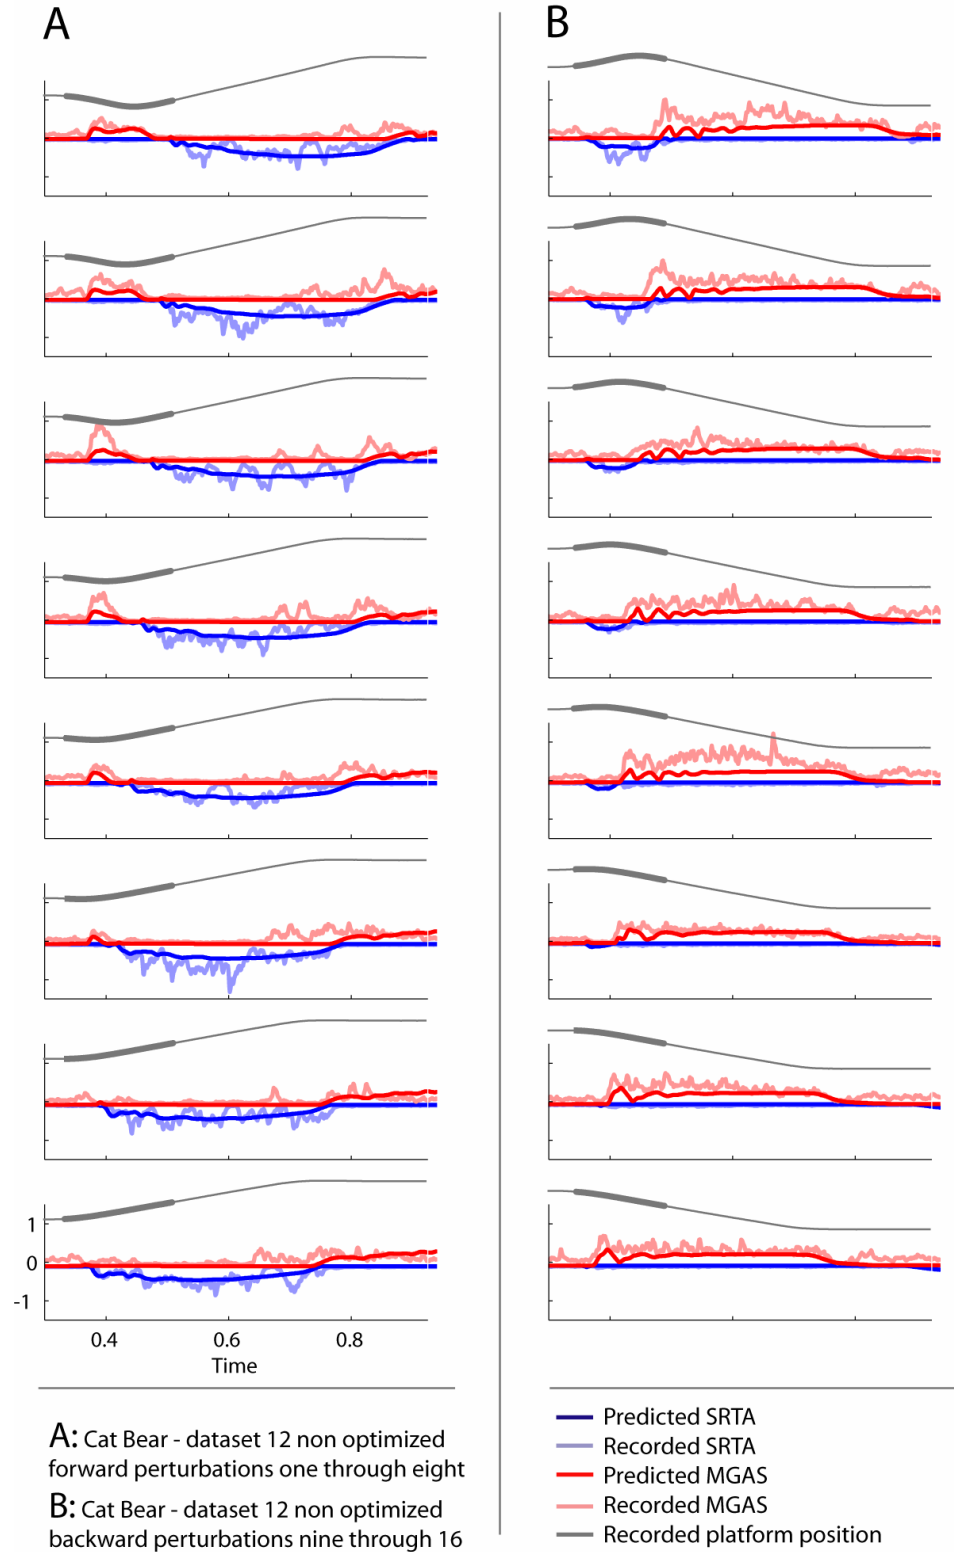 A
B
1
0
-1
0.4 0.6 0.8
Time
A: Cat Bear - dataset 12 non optimized
forward perturbations one through eight
B: Cat Bear - dataset 12 non optimized
backward perturbations nine through 16
Predicted SRTA
Recorded SRTA
Predicted MGAS
Recorded MGAS
Recorded platform position